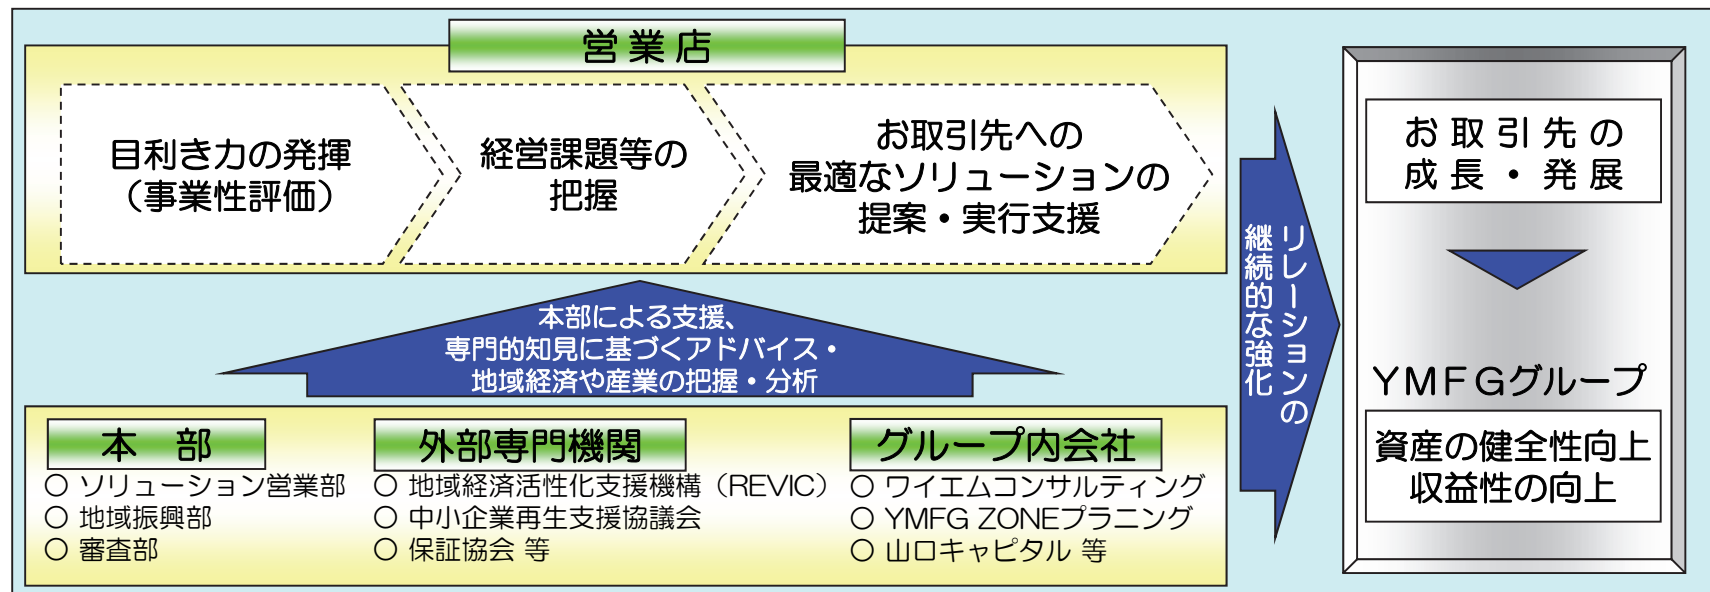 営業店
目利き力の発揮
（事業性評価）
経営課題等の
把握
お取引先への
最適なソリューションの
提案・実行支援
本部による支援、
専門的知見に基づくアドバイス・
地域経済や産業の把握・分析
本　部
○ ソリューション営業部
○ 地域振興部
○ 審査部
外部専門機関
○ 地域経済活性化支援機構（REVIC）
○ 中小企業再生支援協議会
○ 保証協会 等
グループ内会社
○ ワイエムコンサルティング
○ YMFG ZONEプラニング
○ 山口キャピタル 等
リレーションの
継続的な強化
お取引先の
成長・発展
YMFGグループ
資産の健全性向上
収益性の向上